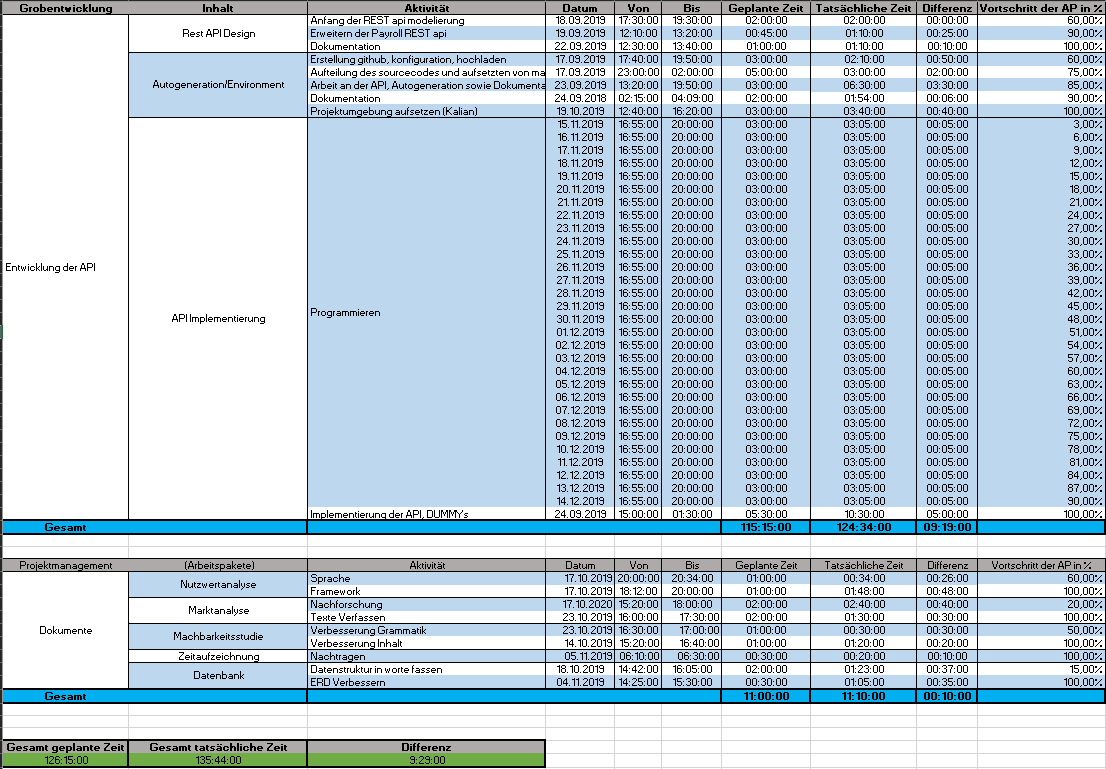 Grobentwicklung Inhalt Aktivität Datum Von Bis Geplante Zeit Tatsächliche Zeit Differenz Vortschritt der AP in %
Anfang der REST api modelierung 18.09.2019 17:30:00 19:30:00 02:00:00 02:00:00 00:00:00 60,00%
Rest API Design Erweitern der Payroll REST api 19.09.2019 12:10:00 13:20:00 00:45:00 01:10:00 00:25:00 90,00%
Dokumentation 22.09.2019 12:30:00 13:40:00 01:00:00 01:10:00 00:10:00 100,00%
Erstellung github, konfiguration, hochladen 17.09.2019 17:40:00 19:50:00 03:00:00 02:10:00 00:50:00 60,00%
Aufteilung des sourcecodes und aufsetzten von ma 17.09.2019 23:00:00 02:00:00 05:00:00 03:00:00 02:00:00 75,00%
Autogeneration/Environment Arbeit an der API, Autogeneration sowie Dokumenta 23.09.2019 13:20:00 19:50:00 03:00:00 06:30:00 03:30:00 85,00%
Dokumentation 24.09.2018 02:15:00 04:09:00 02:00:00 01:54:00 00:06:00 90,00%
Projektumgebung aufsetzen (Kalian) 19.10.2019 12:40:00 16:20:00 03:00:00 03:40:00 00:40:00 100,00%
15.11.2019 16:55:00 20:00:00 03:00:00 03:05:00 00:05:00 3,00%
16.11.2019 16:55:00 20:00:00 03:00:00 03:05:00 00:05:00 6,00%
17.11.2019 16:55:00 20:00:00 03:00:00 03:05:00 00:05:00 9,00%
18.11.2019 16:55:00 20:00:00 03:00:00 03:05:00 00:05:00 12,00%
19.11.2019 16:55:00 20:00:00 03:00:00 03:05:00 00:05:00 15,00%
20.11.2019 16:55:00 20:00:00 03:00:00 03:05:00 00:05:00 18,00%
21.11.2019 16:55:00 20:00:00 03:00:00 03:05:00 00:05:00 21,00%
22.11.2019 16:55:00 20:00:00 03:00:00 03:05:00 00:05:00 24,00%
23.11.2019 16:55:00 20:00:00 03:00:00 03:05:00 00:05:00 27,00%
24.11.2019 16:55:00 20:00:00 03:00:00 03:05:00 00:05:00 30,00%
25.11.2019 16:55:00 20:00:00 03:00:00 03:05:00 00:05:00 33,00%
Entwicklung der API 26.11.2019 16:55:00 20:00:00 03:00:00 03:05:00 00:05:00 36,00%
27.11.2019 16:55:00 20:00:00 03:00:00 03:05:00 00:05:00 39,00%
28.11.2019 16:55:00 20:00:00 03:00:00 03:05:00 00:05:00 42,00%
29.11.2019 16:55:00 20:00:00 03:00:00 03:05:00 00:05:00 45,00%
API Implementierung Programmieren 30.11.2019 16:55:00 20:00:00 03:00:00 03:05:00 00:05:00 48,00%
01.12.2019 16:55:00 20:00:00 03:00:00 03:05:00 00:05:00 51,00%
02.12.2019 16:55:00 20:00:00 03:00:00 03:05:00 00:05:00 54,00%
03.12.2019 16:55:00 20:00:00 03:00:00 03:05:00 00:05:00 57,00%
04.12.2019 16:55:00 20:00:00 03:00:00 03:05:00 00:05:00 60,00%
05.12.2019 16:55:00 20:00:00 03:00:00 03:05:00 00:05:00 63,00%
06.12.2019 16:55:00 20:00:00 03:00:00 03:05:00 00:05:00 66,00%
07.12.2019 16:55:00 20:00:00 03:00:00 03:05:00 00:05:00 69,00%
08.12.2019 16:55:00 20:00:00 03:00:00 03:05:00 00:05:00 72,00%
09.12.2019 16:55:00 20:00:00 03:00:00 03:05:00 00:05:00 75,00%
10.12.2019 16:55:00 20:00:00 03:00:00 03:05:00 00:05:00 78,00%
11.12.2019 16:55:00 20:00:00 03:00:00 03:05:00 00:05:00 81,00%
12.12.2019 16:55:00 20:00:00 03:00:00 03:05:00 00:05:00 84,00%
13.12.2019 16:55:00 20:00:00 03:00:00 03:05:00 00:05:00 87,00%
14.12.2019 16:55:00 20:00:00 03:00:00 03:05:00 00:05:00 90,00%
Implementierung der API, DUMMYs 24.09.2019 15:00:00 01:30:00 05:30:00 10:30:00 05:00:00 100,00%
Gesamt 115:15:00 124:34:00 09:19:00
Projektmanagement (Arbeitspakete) Aktivität Datum Von Bis Geplante Zeit Tatsächliche Zeit Differenz Vortschritt der AP in %
Nutzwertanalyse Sprache 17.10.2019 20:00:00 20:34:00 01:00:00 00:34:00 00:26:00 60,00%
Framework 17.10.2019 18:12:00 20:00:00 01:00:00 01:48:00 00:48:00 100,00%
Marktanalyse Nachforschung 17.10.2020 15:20:00 18:00:00 02:00:00 02:40:00 00:40:00 20,00%
Texte Verfassen 23.10.2019 16:00:00 17:30:00 02:00:00 01:30:00 00:30:00 100,00%
Dokumente Machbarkeitsstudie Verbesserung Grammatik 23.10.2019 16:30:00 17:00:00 01:00:00 00:30:00 00:30:00 50,00%
Verbesserung Inhalt 14.10.2019 15:20:00 16:40:00 01:00:00 01:20:00 00:20:00 100,00%
Zeitaufzeichnung Nachtragen 05.11.2019 06:10:00 06:30:00 00:30:00 00:20:00 00:10:00 100,00%
Datenbank Datenstruktur in worte fassen 18.10.2019 14:42:00 16:05:00 02:00:00 01:23:00 00:37:00 15,00%
ERD Verbessern 04.11.2019 14:25:00 15:30:00 00:30:00 01:05:00 00:35:00 100,00%
Gesamt 11:00:00 11:10:00 00:10:00
Gesamt geplante Zeit Gesamt tatsächliche Zeit Differenz
126:15:00 135:44:00 9:29:00